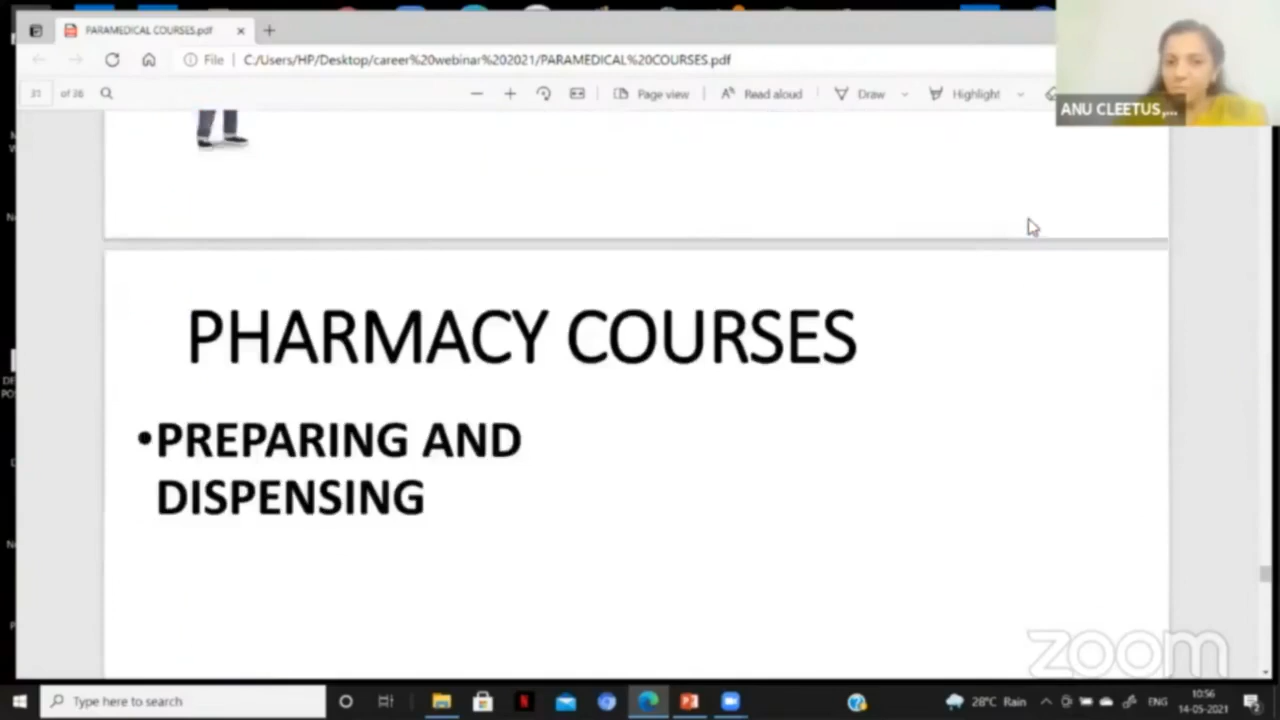 PARAMEDICAL COURSES.pdf
File C:/Users/HP/Desktop/career%20webinar%202021/PARAMEDICAL%20COURSES.pdf
31 of 36 Page view Read aloud Draw Highlight
ANU CLEETUS,...
PHARMACY COURSES
•PREPARING AND
DISPENSING
zoom
Type here to search
28°C Rain ENG 10:56
14-05-2021